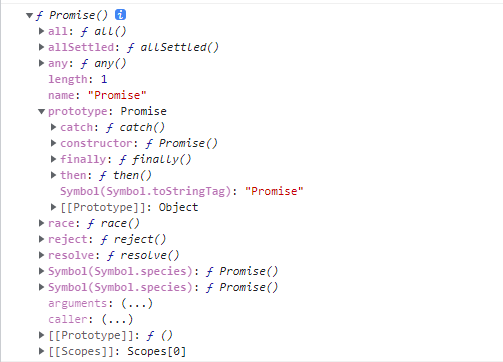 ƒ Promise() i
all: ƒ all()
allSettled: ƒ allSettled()
any: ƒ any()
length: 1
name: "Promise"
prototype: Promise
catch: ƒ catch()
constructor: ƒ Promise()
finally: ƒ finally()
then: ƒ then()
Symbol(Symbol.toStringTag): "Promise"
[[Prototype]]: Object
race: ƒ race()
reject: ƒ reject()
resolve: ƒ resolve()
Symbol(Symbol.species): ƒ Promise()
Symbol(Symbol.species): ƒ Promise()
arguments: (...)
caller: (...)
[[Prototype]]: ƒ ()
[[Scopes]]: Scopes[0]